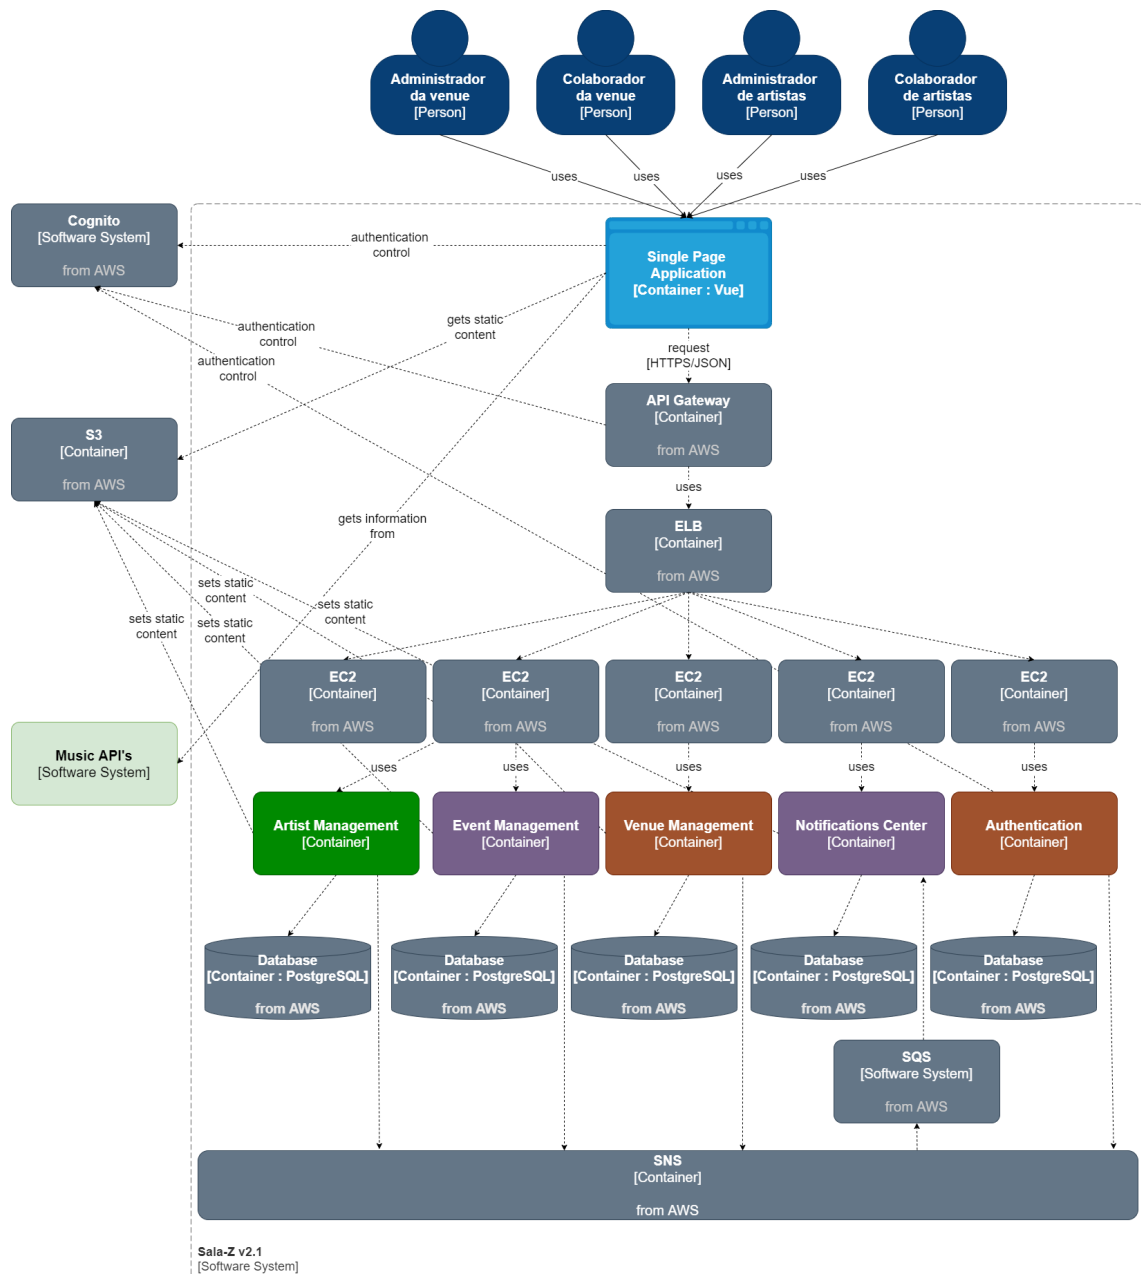 Administrador
da venue
[Person]
Colaborador
da venue
[Person]
Administrador
de artistas
[Person]
Colaborador
de artistas
[Person]
uses
uses
uses
uses
Cognito
[Software System]
from AWS
authentication
control
Single Page
Application
[Container : Vue]
gets static
content
authentication
control
authentication
control
request
[HTTPS/JSON]
API Gateway
[Container]
from AWS
S3
[Container]
from AWS
uses
gets information
from
ELB
[Container]
from AWS
sets static
content
sets static
content
sets static
content
sets static
content
EC2
[Container]
from AWS
EC2
[Container]
from AWS
EC2
[Container]
from AWS
EC2
[Container]
from AWS
EC2
[Container]
from AWS
Music API's
[Software System]
uses
uses
uses
uses
uses
Artist Management
[Container]
Event Management
[Container]
Venue Management
[Container]
Notifications Center
[Container]
Authentication
[Container]
Database
[Container : PostgreSQL]
from AWS
Database
[Container : PostgreSQL]
from AWS
Database
[Container : PostgreSQL]
from AWS
Database
[Container : PostgreSQL]
from AWS
Database
[Container : PostgreSQL]
from AWS
SQS
[Software System]
from AWS
SNS
[Container]
from AWS
Sala-Z v2.1
[Software System]